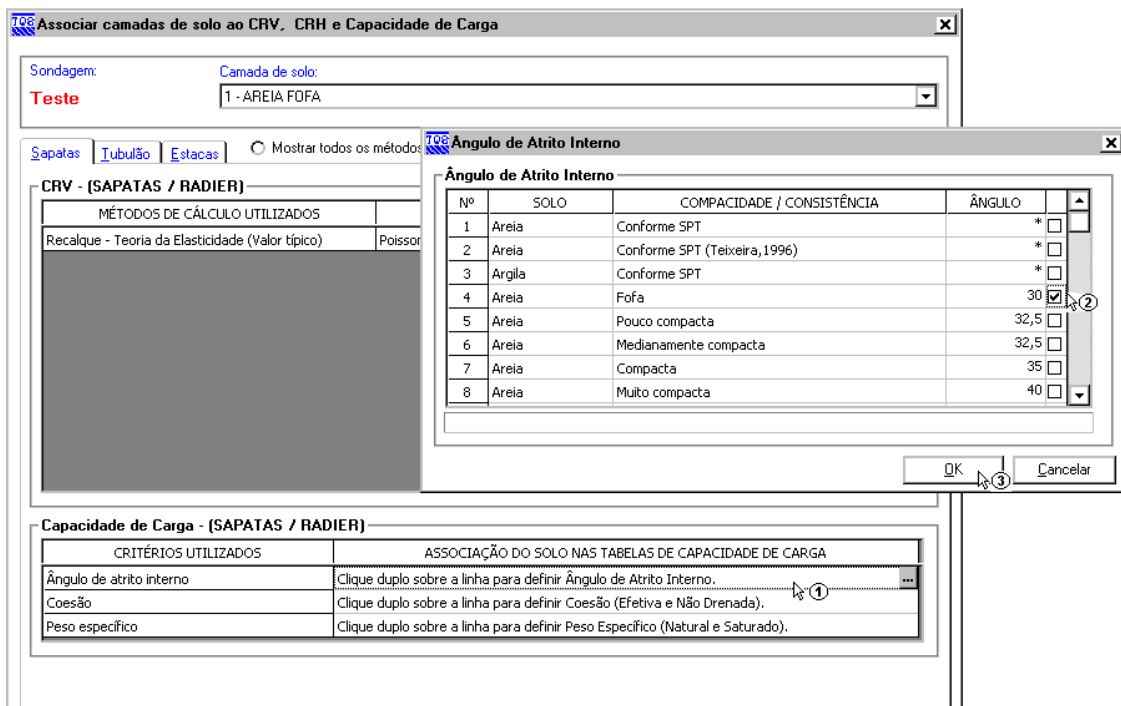 TQS Associar camadas de solo ao CRV, CRH e Capacidade de Carga
Sondagem: Camada de solo:
Teste 1 - AREIA FOFA
Sapatas Tubulão Estacas Mostrar todos os métodos
CRV - (SAPATAS / RADIER)
MÉTODOS DE CÁLCULO UTILIZADOS
Recalque - Teoria da Elasticidade (Valor típico) Poisson
TQS Ângulo de Atrito Interno
Ângulo de Atrito Interno
Nº SOLO COMPACIDADE / CONSISTÊNCIA ÂNGULO
1 Areia Conforme SPT *
2 Areia Conforme SPT (Teixeira,1996) *
3 Argila Conforme SPT *
4 Areia Fofa 30 2
5 Areia Pouco compacta 32,5
6 Areia Medianamente compacta 32,5
7 Areia Compacta 35
8 Areia Muito compacta 40
OK 3 Cancelar
Capacidade de Carga - (SAPATAS / RADIER)
CRITÉRIOS UTILIZADOS ASSOCIAÇÃO DO SOLO NAS TABELAS DE CAPACIDADE DE CARGA
Ângulo de atrito interno Clique duplo sobre a linha para definir Ângulo de Atrito Interno. ... 1
Coesão Clique duplo sobre a linha para definir Coesão (Efetiva e Não Drenada).
Peso específico Clique duplo sobre a linha para definir Peso Específico (Natural e Saturado).